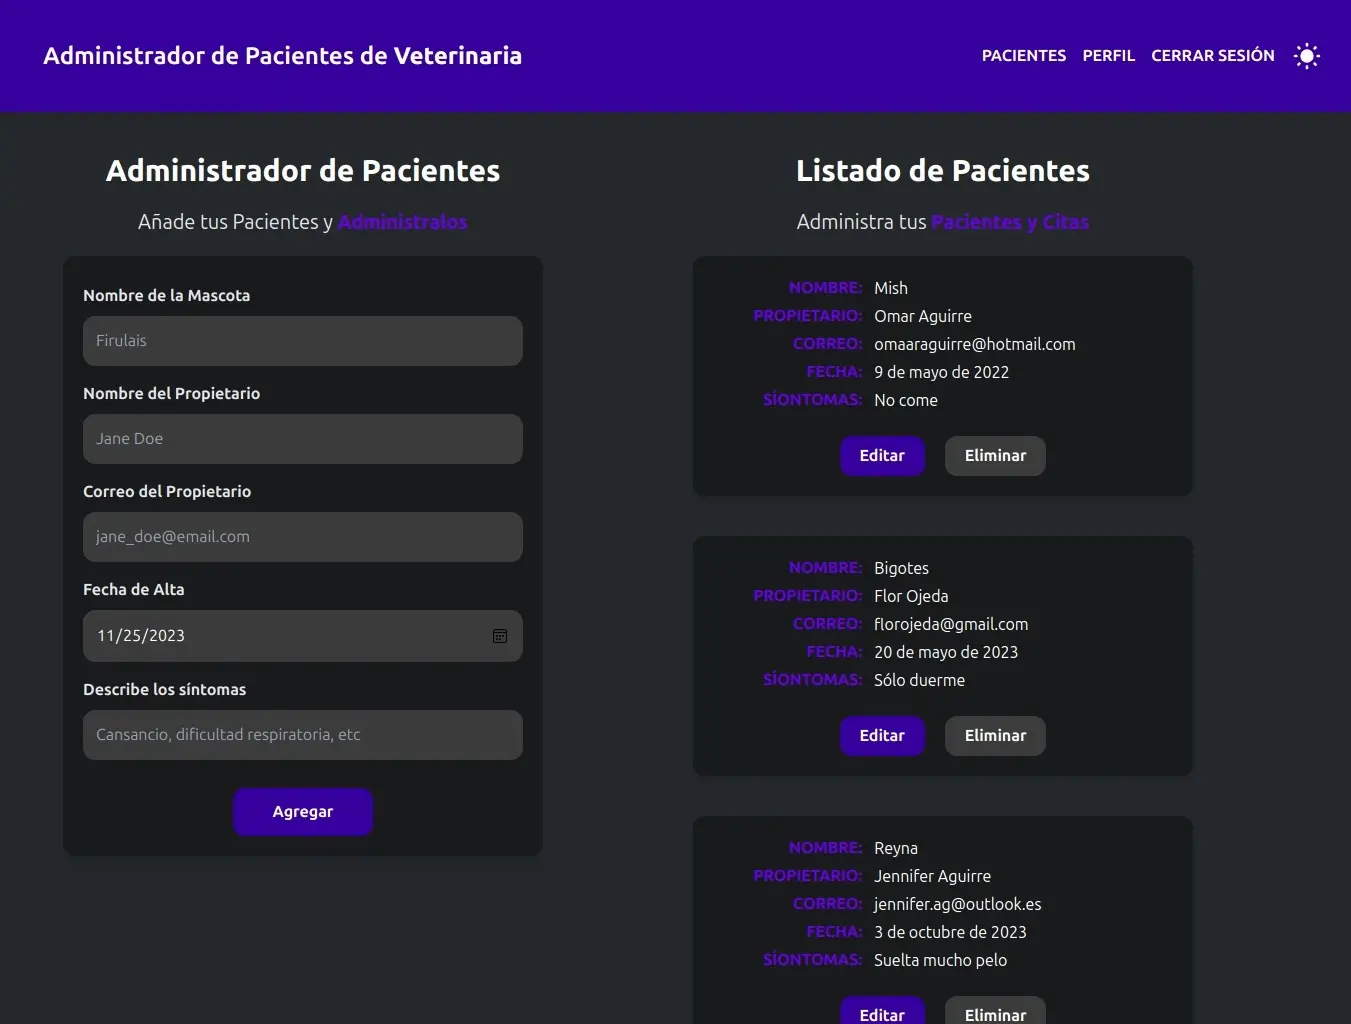 Administrador de Pacientes de Veterinaria
PACIENTES PERFIL CERRAR SESIÓN
Administrador de Pacientes
Añade tus Pacientes y Administralos
Nombre de la Mascota
Firulais
Nombre del Propietario
Jane Doe
Correo del Propietario
jane_doe@email.com
Fecha de Alta
11/25/2023
Describe los síntomas
Cansancio, dificultad respiratoria, etc
Agregar
Listado de Pacientes
Administra tus Pacientes y Citas
NOMBRE: Mish
PROPIETARIO: Omar Aguirre
CORREO: omaaraguirre@hotmail.com
FECHA: 9 de mayo de 2022
SÍONTOMAS: No come
Editar Eliminar
NOMBRE: Bigotes
PROPIETARIO: Flor Ojeda
CORREO: florojeda@gmail.com
FECHA: 20 de mayo de 2023
SÍONTOMAS: Sólo duerme
Editar Eliminar
NOMBRE: Reyna
PROPIETARIO: Jennifer Aguirre
CORREO: jennifer.ag@outlook.es
FECHA: 3 de octubre de 2023
SÍONTOMAS: Suelta mucho pelo
Editar Eliminar